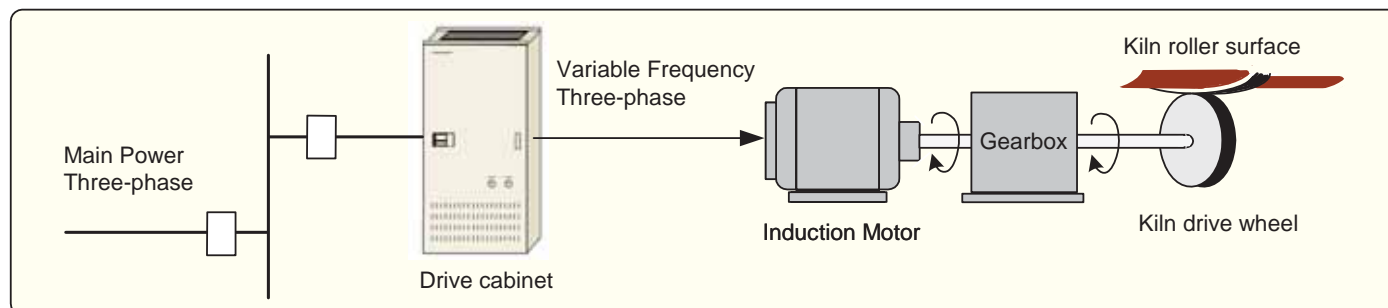 Main Power
Three-phase
Drive cabinet
Variable Frequency
Three-phase
Induction Motor
Gearbox
Kiln roller surface
Kiln drive wheel